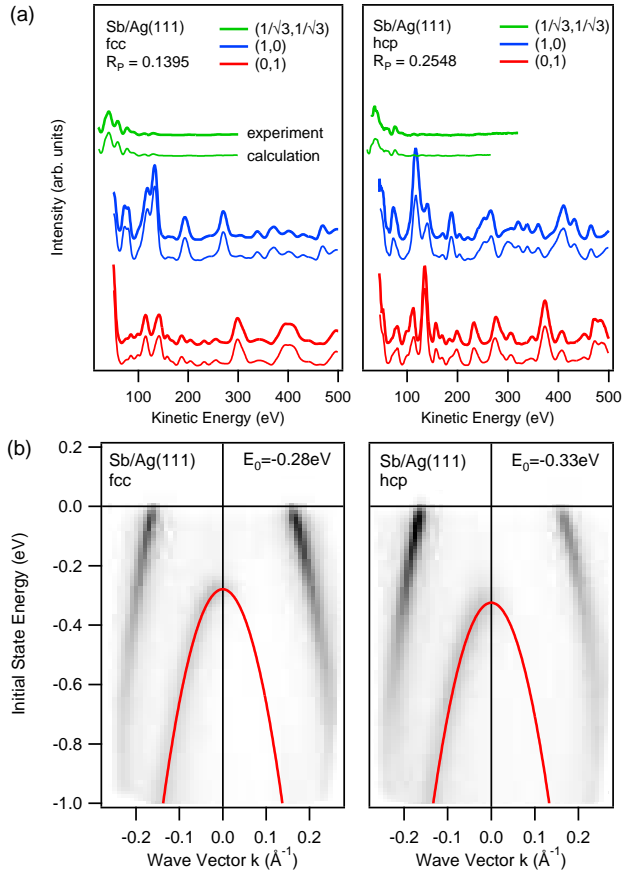 (a)
Sb/Ag(111)
fcc
R_P = 0.1395
(1/√3,1/√3)
(1,0)
(0,1)
experiment
calculation
Intensity (arb. units)
100 200 300 400 500
Kinetic Energy (eV)
Sb/Ag(111)
hcp
R_P = 0.2548
(1/√3,1/√3)
(1,0)
(0,1)
100 200 300 400 500
Kinetic Energy (eV)
(b)
Sb/Ag(111)
fcc
E₀=-0.28eV
0.2
0.0
-0.2
-0.4
-0.6
-0.8
-1.0
Initial State Energy (eV)
-0.2 -0.1 0.0 0.1 0.2
Wave Vector k (Å⁻¹)
Sb/Ag(111)
hcp
E₀=-0.33eV
-0.2 -0.1 0.0 0.1 0.2
Wave Vector k (Å⁻¹)